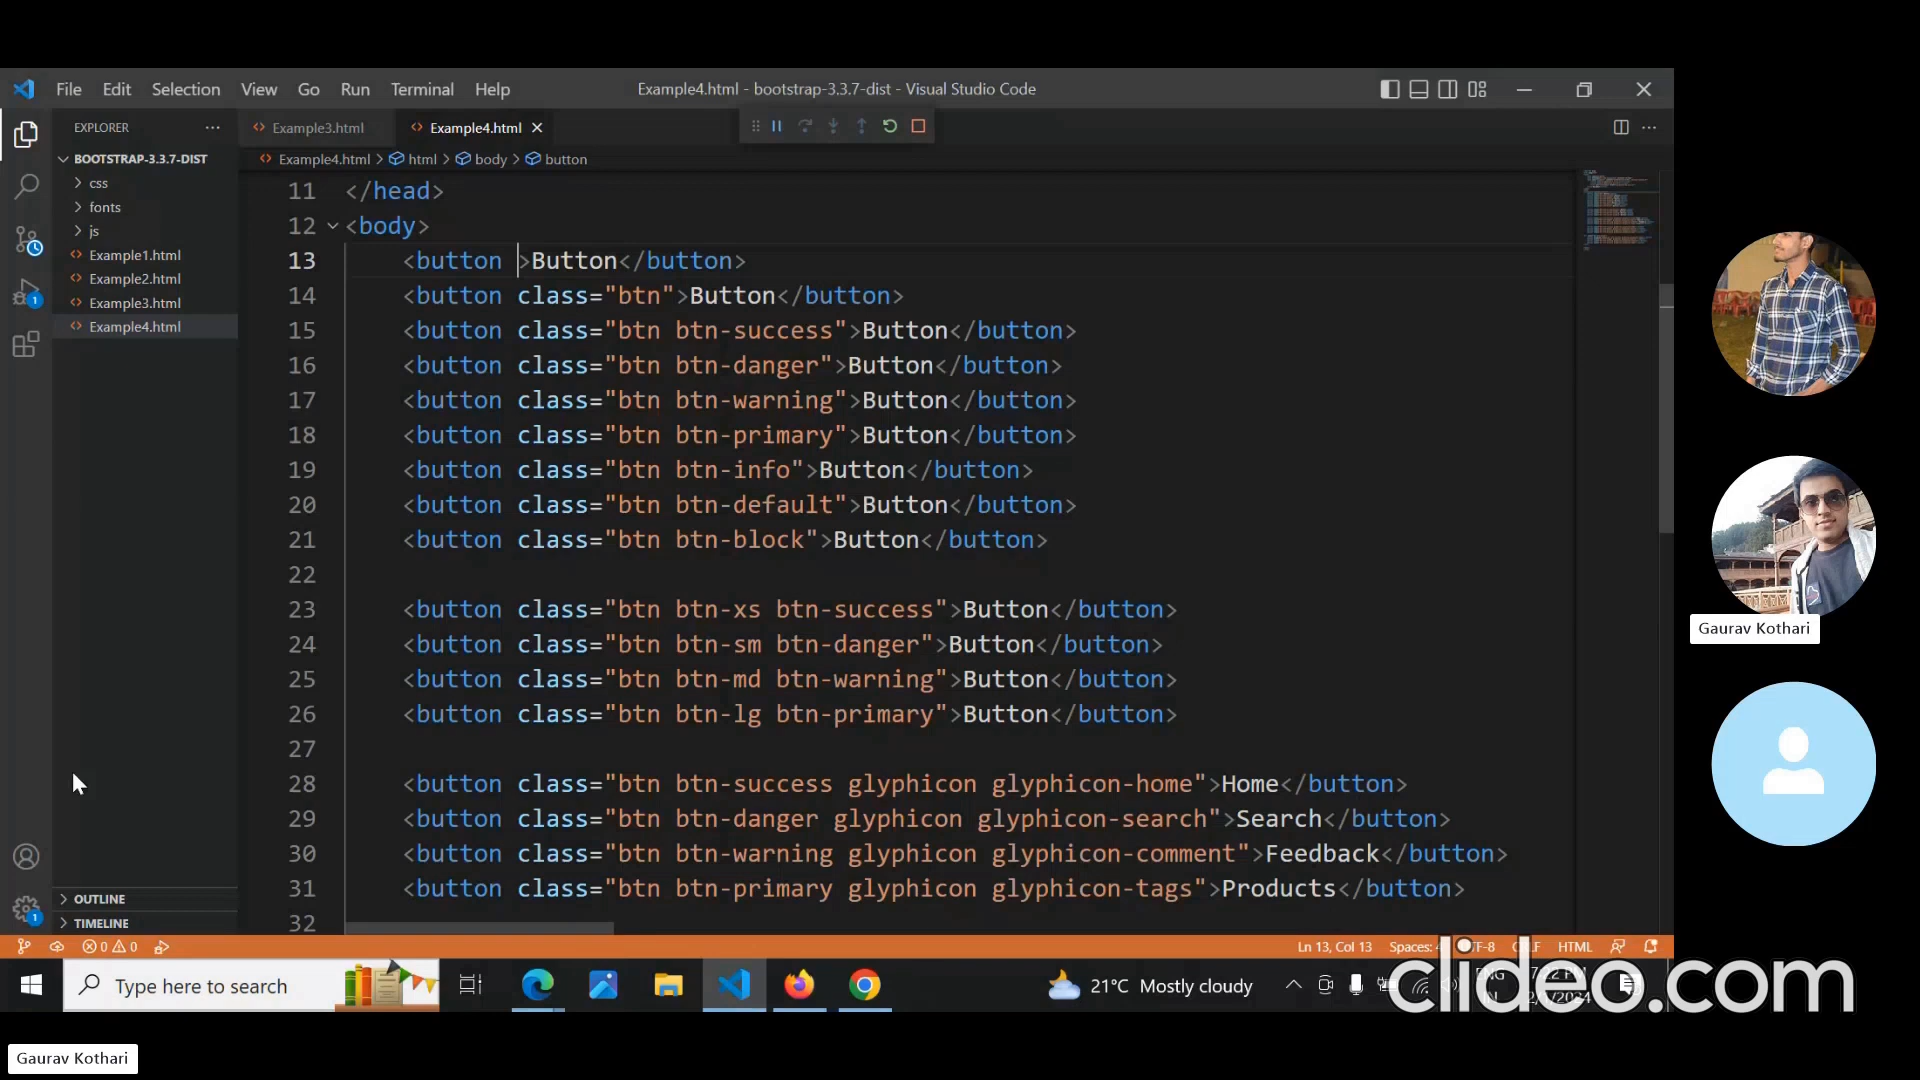 File Edit Selection View Go Run Terminal Help
Example4.html - bootstrap-3.3.7-dist - Visual Studio Code
EXPLORER
Example3.html
Example4.html
BOOTSTRAP-3.3.7-DIST
Example4.html > html > body > button
css
fonts
js
Example1.html
Example2.html
Example3.html
Example4.html
11 </head>
12 <body>
13 <button >Button</button>
14 <button class="btn">Button</button>
15 <button class="btn btn-success">Button</button>
16 <button class="btn btn-danger">Button</button>
17 <button class="btn btn-warning">Button</button>
18 <button class="btn btn-primary">Button</button>
19 <button class="btn btn-info">Button</button>
20 <button class="btn btn-default">Button</button>
21 <button class="btn btn-block">Button</button>
22
23 <button class="btn btn-xs btn-success">Button</button>
24 <button class="btn btn-sm btn-danger">Button</button>
25 <button class="btn btn-md btn-warning">Button</button>
26 <button class="btn btn-lg btn-primary">Button</button>
27
28 <button class="btn btn-success glyphicon glyphicon-home">Home</button>
29 <button class="btn btn-danger glyphicon glyphicon-search">Search</button>
30 <button class="btn btn-warning glyphicon glyphicon-comment">Feedback</button>
31 <button class="btn btn-primary glyphicon glyphicon-tags">Products</button>
32
1
1
OUTLINE
TIMELINE
Gaurav Kothari
0 0
Ln 13, Col 13 Spaces: HTML
Type here to search
21°C Mostly cloudy
clideo.com
Gaurav Kothari